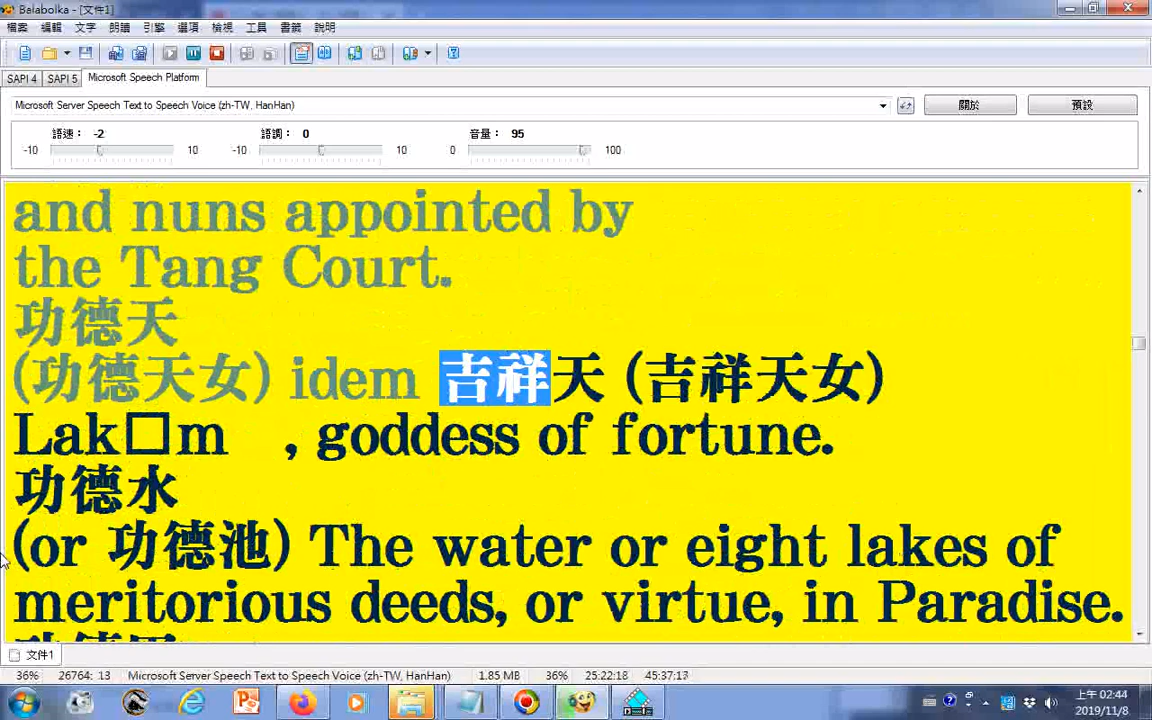 Balabolka - [文件1]
檔案 編輯 文字 朗讀 引擎 選項 檢視 工具 書籤 說明
SAPI 4 SAPI 5 Microsoft Speech Platform
Microsoft Server Speech Text to Speech Voice (zh-TW, HanHan) 關於 預設
語速： -2 語調： 0 音量： 95
-10 10 -10 10 0 100
and nuns appointed by
the Tang Court.
功德天
(功德天女) idem 吉祥天 (吉祥天女)
Lak□m , goddess of fortune.
功德水
(or 功德池) The water or eight lakes of
meritorious deeds, or virtue, in Paradise.
文件1
36% 26764: 13 Microsoft Server Speech Text to Speech Voice (zh-TW, HanHan) 1.85 MB 36% 25:22:18 45:37:13
上午 02:44
2019/11/8